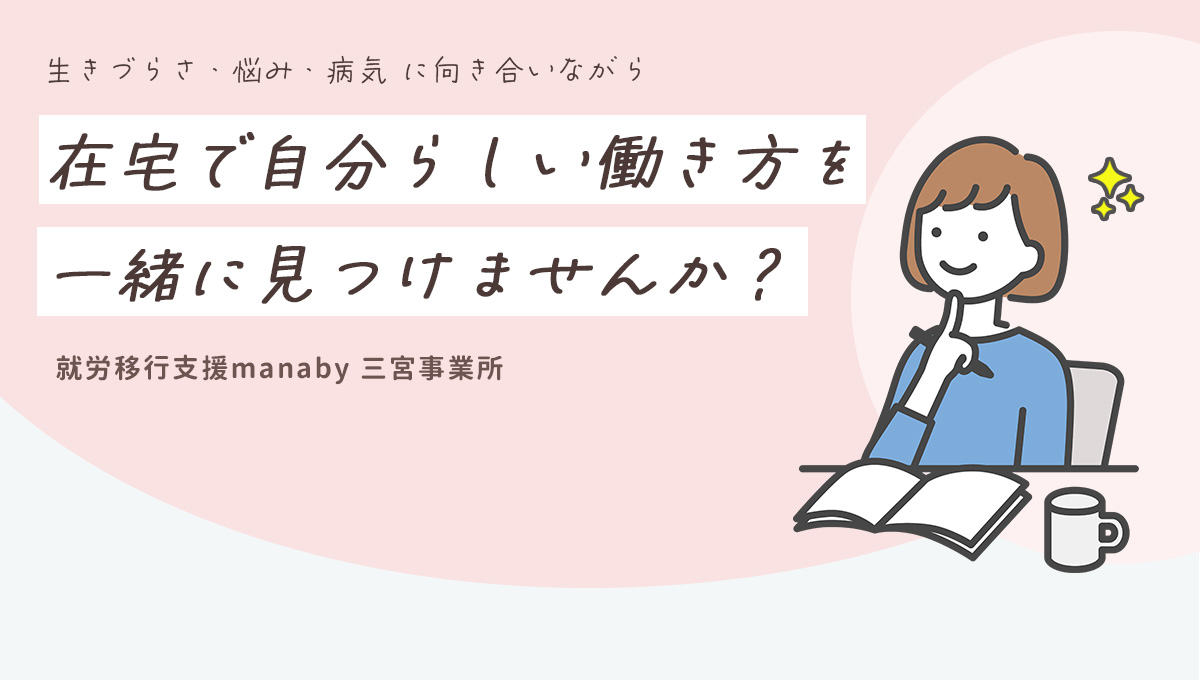 生きづらさ・悩み・病気 に向き合いながら
在宅で自分らしい働き方を
一緒に見つけませんか？
就労移行支援manaby 三宮事業所